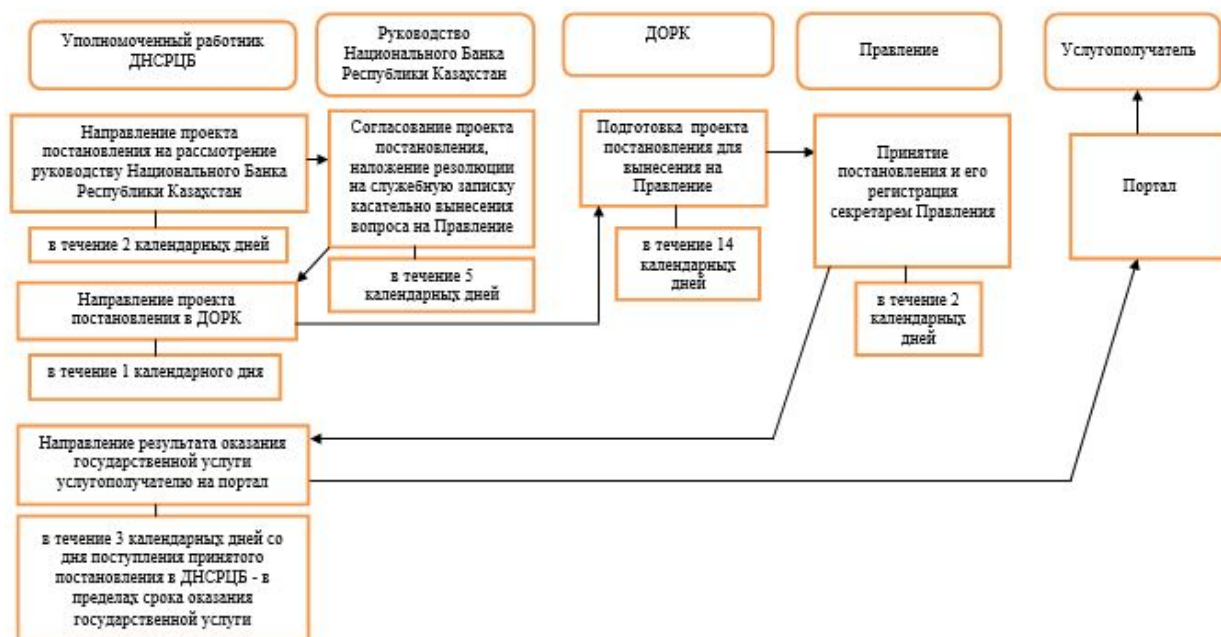 Уполномоченный работник
ДНСРЦБ
Руководство
Национального Банка
Республики Казахстан
ДОРК
Правление
Услугополучатель
Направление проекта
постановления на рассмотрение
руководству Национального Банка
Республики Казахстан
в течение 2 календарных дней
Согласование проекта
постановления,
наложение резолюции
на служебную записку
касательно вынесения
вопроса на Правление
в течение 5
календарных дней
Подготовка проекта
постановления для
вынесения на
Правление
в течение 14
календарных
дней
Принятие
постановления и его
регистрация
секретарем Правления
в течение 2
календарных
дней
Портал
Направление проекта
постановления в ДОРК
в течение 1 календарного дня
Направление результата оказания
государственной услуги
услугополучателю на портал
в течение 3 календарных дней со
дня поступления принятого
постановления в ДНСРЦБ - в
пределах срока оказания
государственной услуги